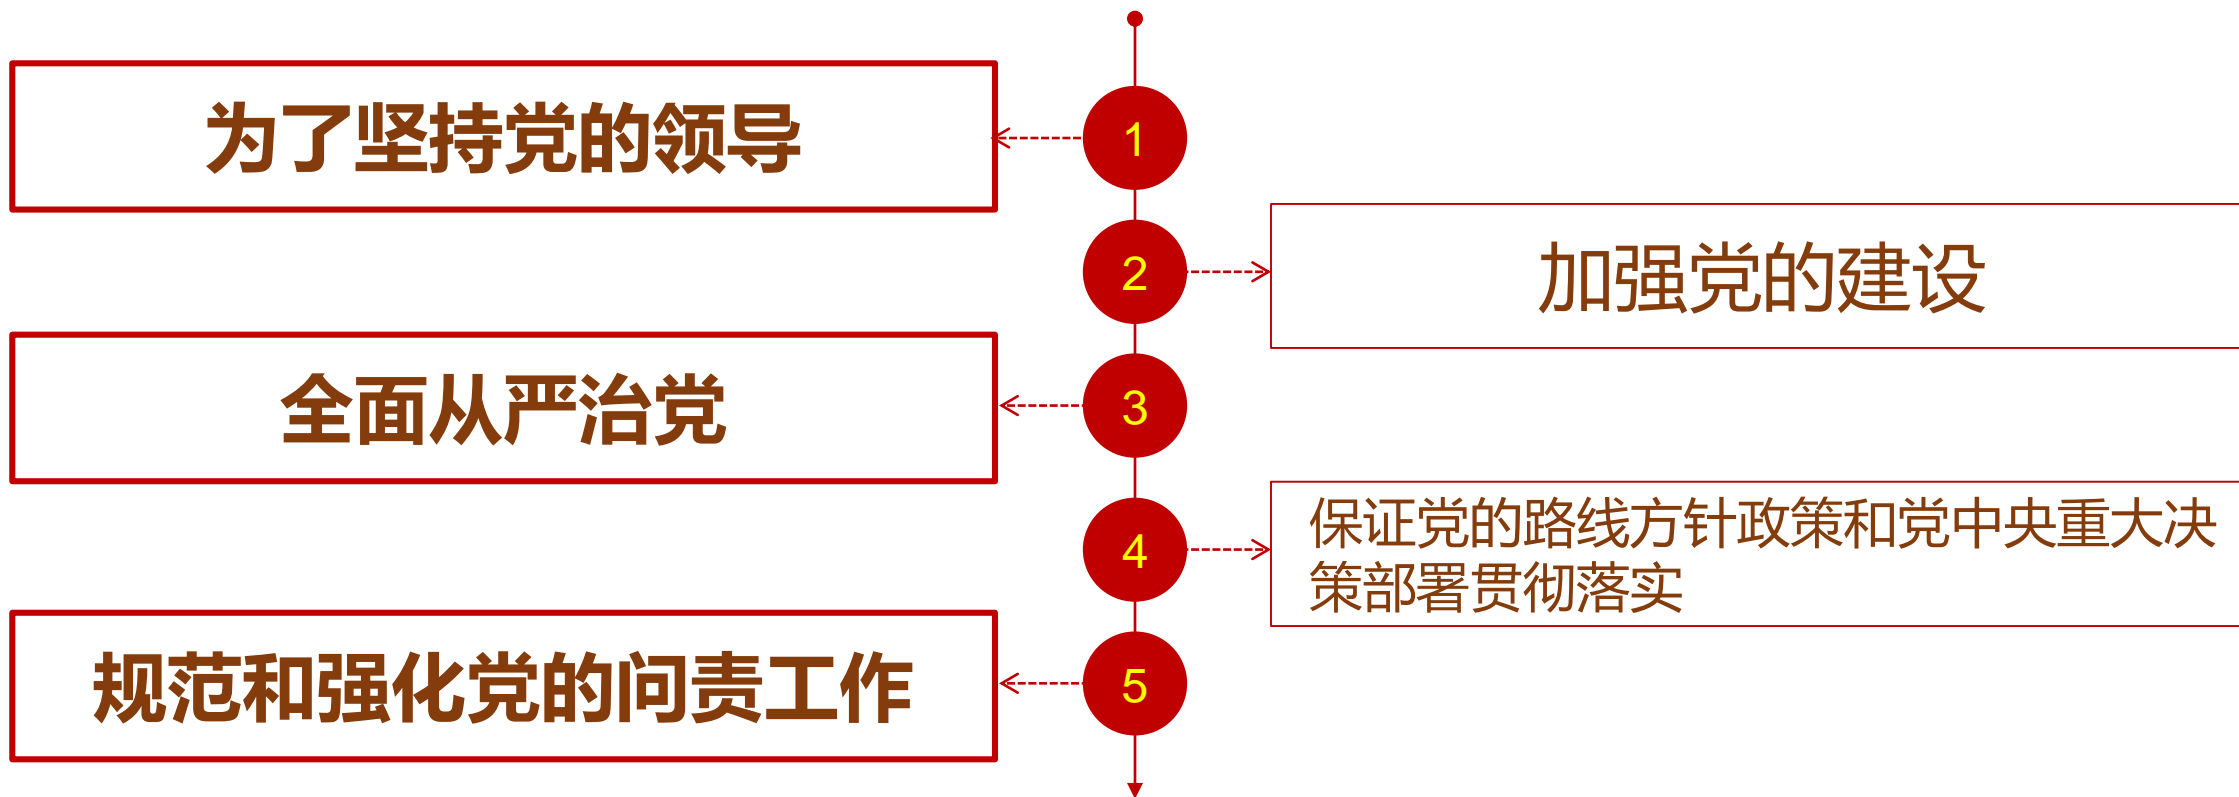 为了坚持党的领导
1
2
加强党的建设
全面从严治党
3
4
保证党的路线方针政策和党中央重大决
策部署贯彻落实
规范和强化党的问责工作
5